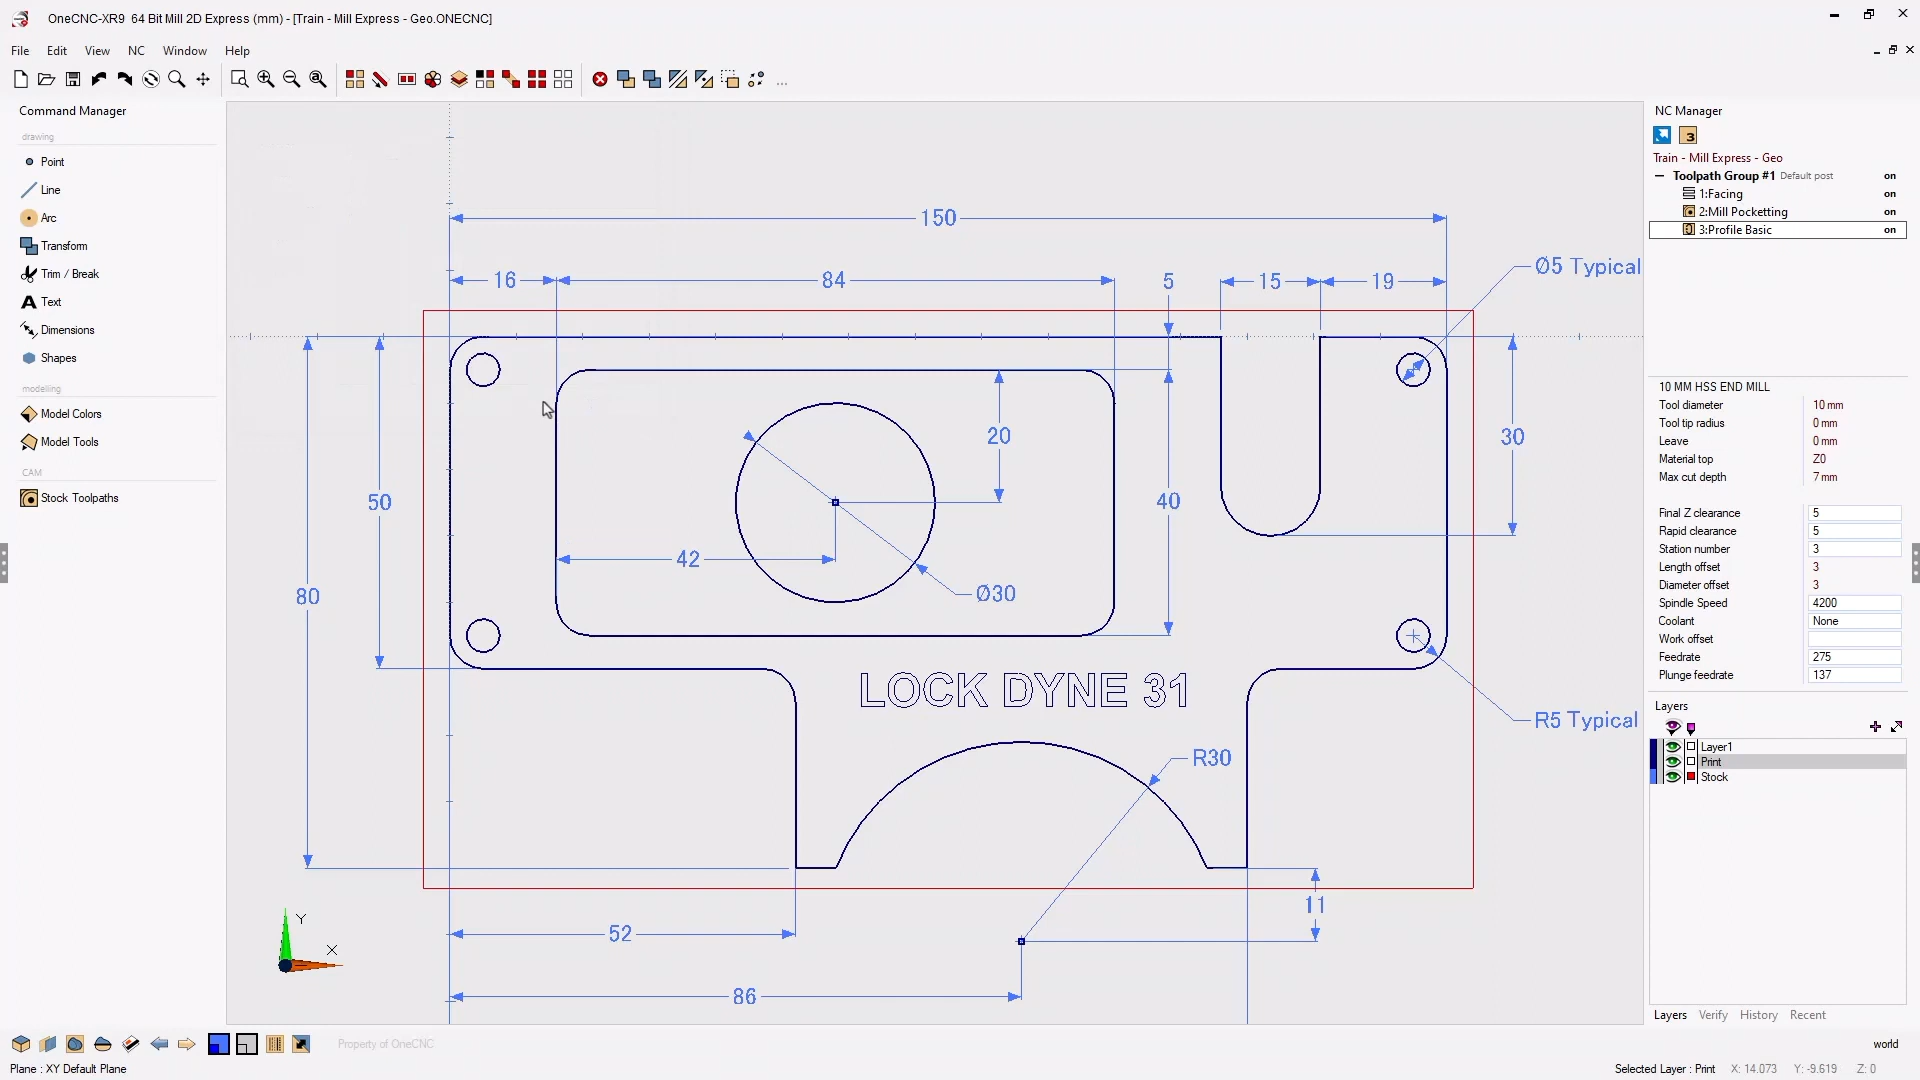 OneCNC-XR9 64 Bit Mill 2D Express (mm) - [Train - Mill Express - Geo.ONECNC]
File Edit View NC Window Help
Command Manager
drawing
Point
Line
Arc
Transform
Trim / Break
Text
Dimensions
Shapes
modelling
Model Colors
Model Tools
CAM
Stock Toolpaths
150
16
84
5
15
19
Ø5 Typical
20
30
50
40
42
Ø30
80
LOCK DYNE 31
R5 Typical
R30
11
52
86
Y
X
NC Manager
3
Train - Mill Express - Geo
Toolpath Group #1 Default post on
1:Facing on
2:Mill Pocketting on
3:Profile Basic on
10 MM HSS END MILL
Tool diameter 10 mm
Tool tip radius 0 mm
Leave 0 mm
Material top Z0
Max cut depth 7 mm
Final Z clearance 5
Rapid clearance 5
Station number 3
Length offset 3
Diameter offset 3
Spindle Speed 4200
Coolant None
Work offset
Feedrate 275
Plunge feedrate 137
Layers
Layer1
Print
Stock
Layers Verify History Recent
Property of OneCNC
world
Plane : XY Default Plane
Selected Layer : Print X: 14.073 Y: -9.619 Z: 0